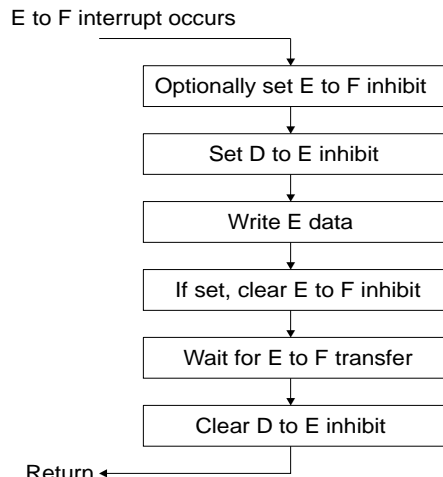 E to F interrupt occurs
Optionally set E to F inhibit
Set D to E inhibit
Write E data
If set, clear E to F inhibit
Wait for E to F transfer
Clear D to E inhibit
Return